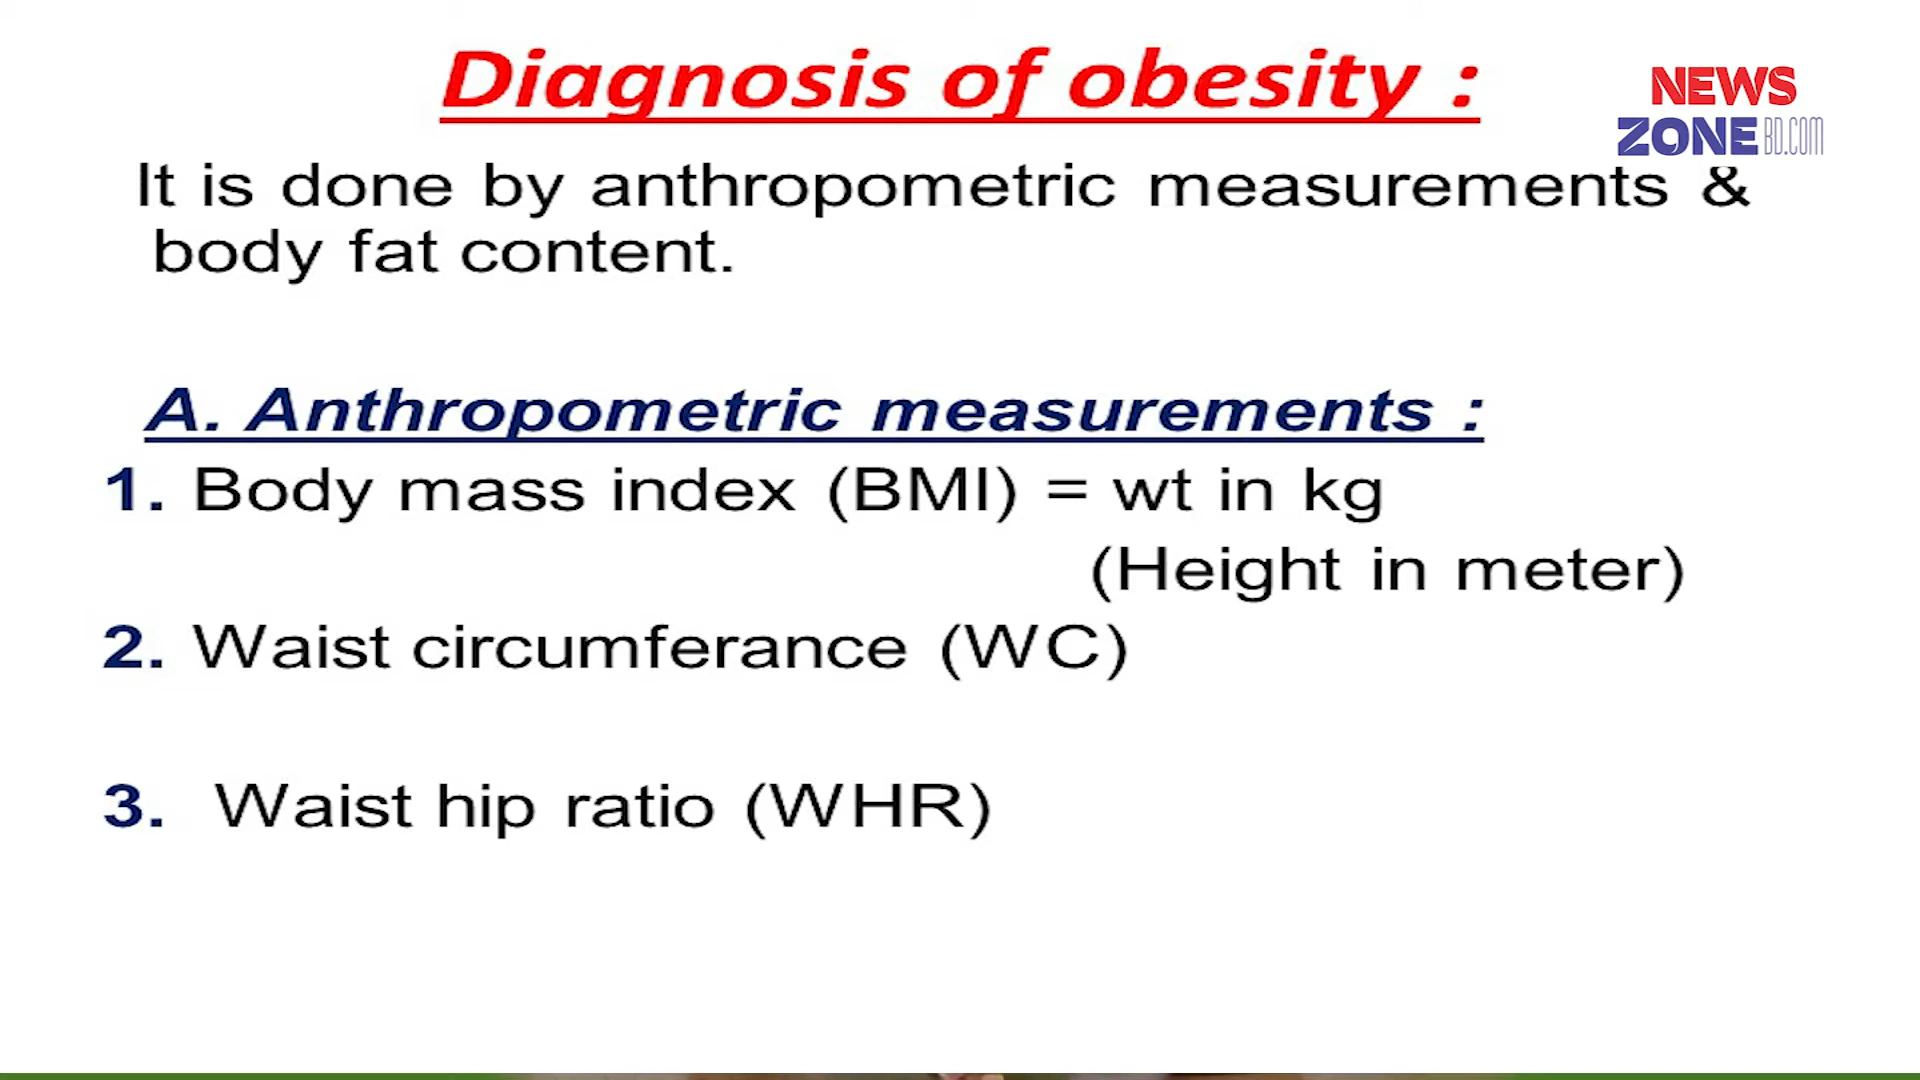 Diagnosis of obesity :
NEWS
ZONE BD.COM
It is done by anthropometric measurements &
body fat content.
A. Anthropometric measurements :
1. Body mass index (BMI) = wt in kg
(Height in meter)
2. Waist circumferance (WC)
3. Waist hip ratio (WHR)